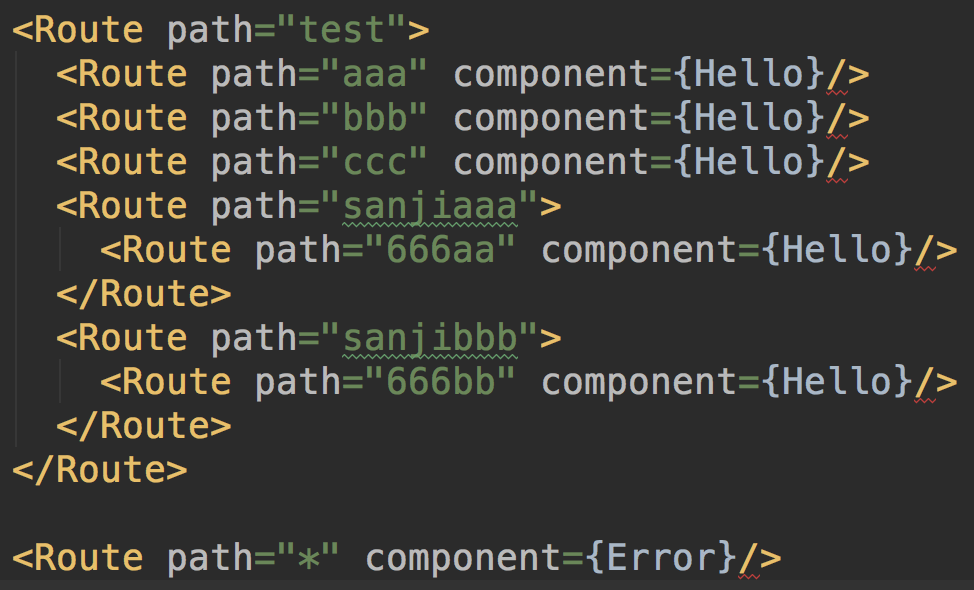 <Route path="test">
<Route path="aaa" component={Hello}/>
<Route path="bbb" component={Hello}/>
<Route path="ccc" component={Hello}/>
<Route path="sanjiaaa">
<Route path="666aa" component={Hello}/>
</Route>
<Route path="sanjibbb">
<Route path="666bb" component={Hello}/>
</Route>
</Route>
<Route path="*" component={Error}/>